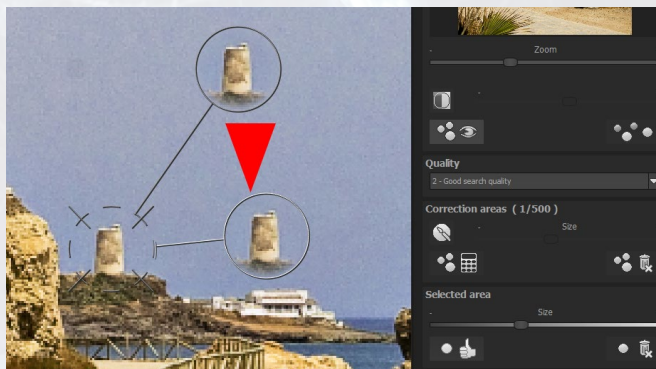 Zoom
Quality
2 - Good search quality
Correction areas ( 1/500 )
Size
Selected area
Size